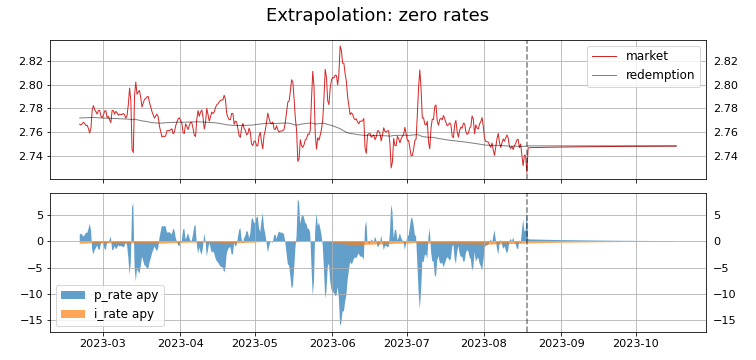 Extrapolation: zero rates
2.82 2.82
2.80 2.80
2.78 2.78
2.76 2.76
2.74 2.74
market
redemption
5 5
0 0
−5 −5
−10 −10
−15 −15
p_rate apy
i_rate apy
2023-03 2023-04 2023-05 2023-06 2023-07 2023-08 2023-09 2023-10